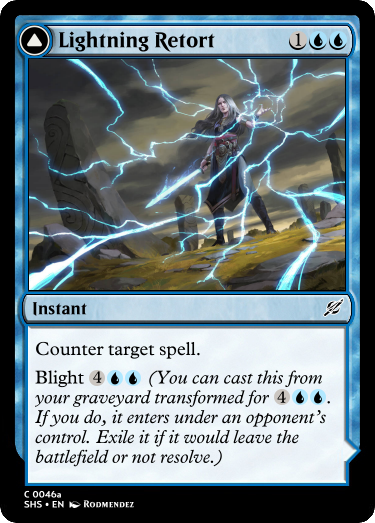 Lightning Retort 1
Instant
Counter target spell.
Blight 4 (You can cast this from
your graveyard transformed for 4.
If you do, it enters under an opponent's
control. Exile it if it would leave the
battlefield or not resolve.)
C 0046a
SHS • EN Rodmendez